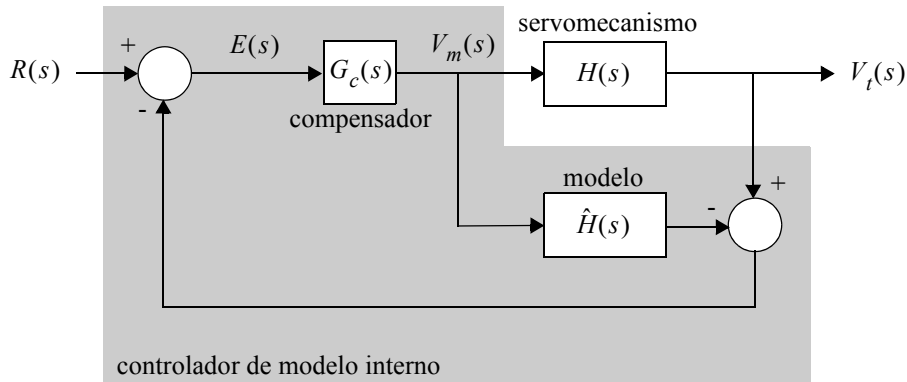 servomecanismo
+
E(s)
V_m(s)
R(s)
G_c(s)
H(s)
V_t(s)
-
compensador
modelo
+
-
Ĥ(s)
controlador de modelo interno